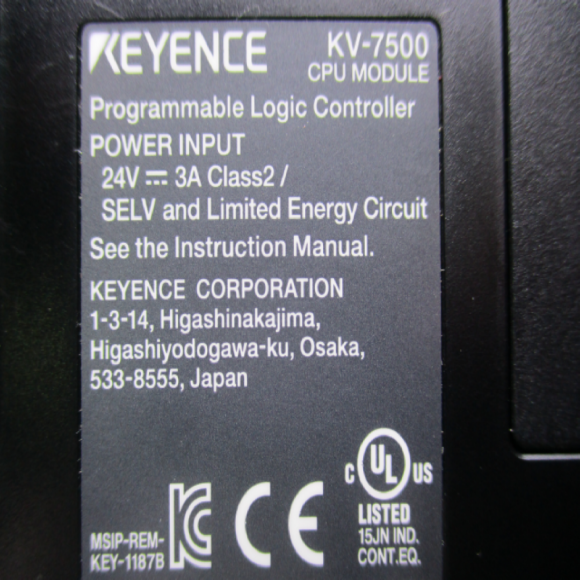 KEYENCE KV-7500
CPU MODULE
Programmable Logic Controller
POWER INPUT
24V ⎓ 3A Class2 /
SELV and Limited Energy Circuit
See the Instruction Manual.
KEYENCE CORPORATION
1-3-14, Higashinakajima,
Higashiyodogawa-ku, Osaka,
533-8555, Japan
C UL US
LISTED
15JN IND.
CONT.EQ.
MSIP-REM-
KEY-1187B
KC CE